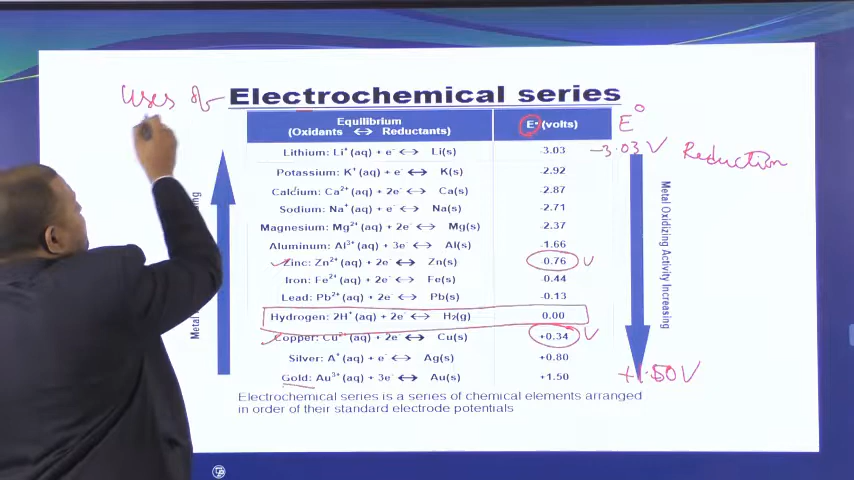 Uses of Electrochemical series
Equilibrium
(Oxidants ↔ Reductants)
E° (volts)
E°
Lithium: Li⁺ (aq) + e⁻ ↔ Li(s) -3.03
-3.03 V Reduction
Potassium: K⁺ (aq) + e⁻ ↔ K(s) -2.92
Calcium: Ca²⁺ (aq) + 2e⁻ ↔ Ca(s) -2.87
Sodium: Na⁺ (aq) + e⁻ ↔ Na(s) -2.71
Magnesium: Mg²⁺ (aq) + 2e⁻ ↔ Mg(s) -2.37
Aluminum: Al³⁺ (aq) + 3e⁻ ↔ Al(s) -1.66
Zinc: Zn²⁺ (aq) + 2e⁻ ↔ Zn(s) -0.76 V
Iron: Fe²⁺ (aq) + 2e⁻ ↔ Fe(s) -0.44
Lead: Pb²⁺ (aq) + 2e⁻ ↔ Pb(s) -0.13
Hydrogen: 2H⁺ (aq) + 2e⁻ ↔ H₂(g) 0.00
Copper: Cu²⁺ (aq) + 2e⁻ ↔ Cu(s) +0.34 V
Silver: A⁺ (aq) + e⁻ ↔ Ag(s) +0.80
Gold: Au³⁺ (aq) + 3e⁻ ↔ Au(s) +1.50
+1.50 V
Metal Oxidizing Activity Increasing
Metal
Electrochemical series is a series of chemical elements arranged
in order of their standard electrode potentials